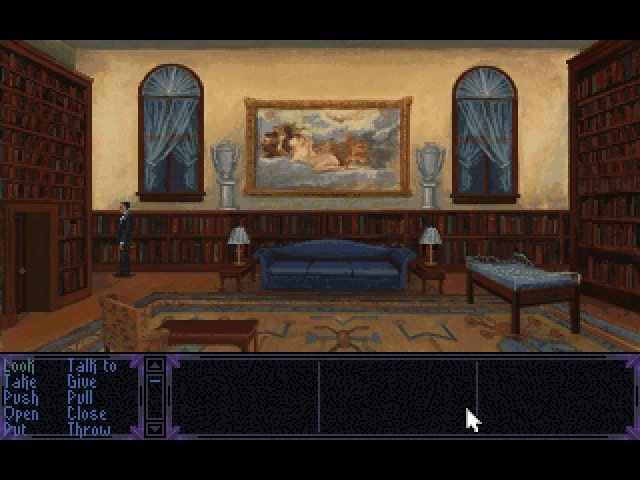 Look Talk to
Take Give
Push Pull
Open Close
Put Throw